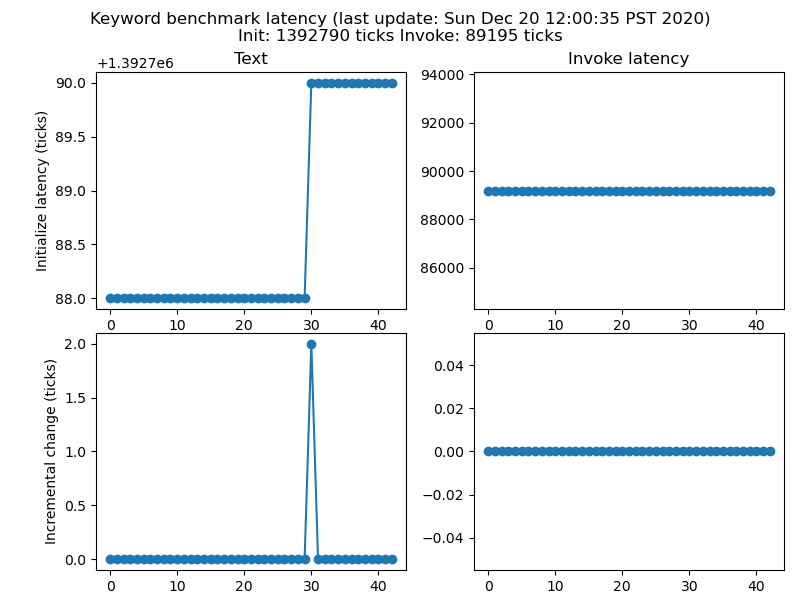 Keyword benchmark latency (last update: Sun Dec 20 12:00:35 PST 2020)
Init: 1392790 ticks Invoke: 89195 ticks
Text
+1.3927e6
Initialize latency (ticks)
90.0
89.5
89.0
88.5
88.0
0 10 20 30 40
Invoke latency
94000
92000
90000
88000
86000
0 10 20 30 40
Incremental change (ticks)
2.0
1.5
1.0
0.5
0.0
0 10 20 30 40
0.04
0.02
0.00
−0.02
−0.04
0 10 20 30 40